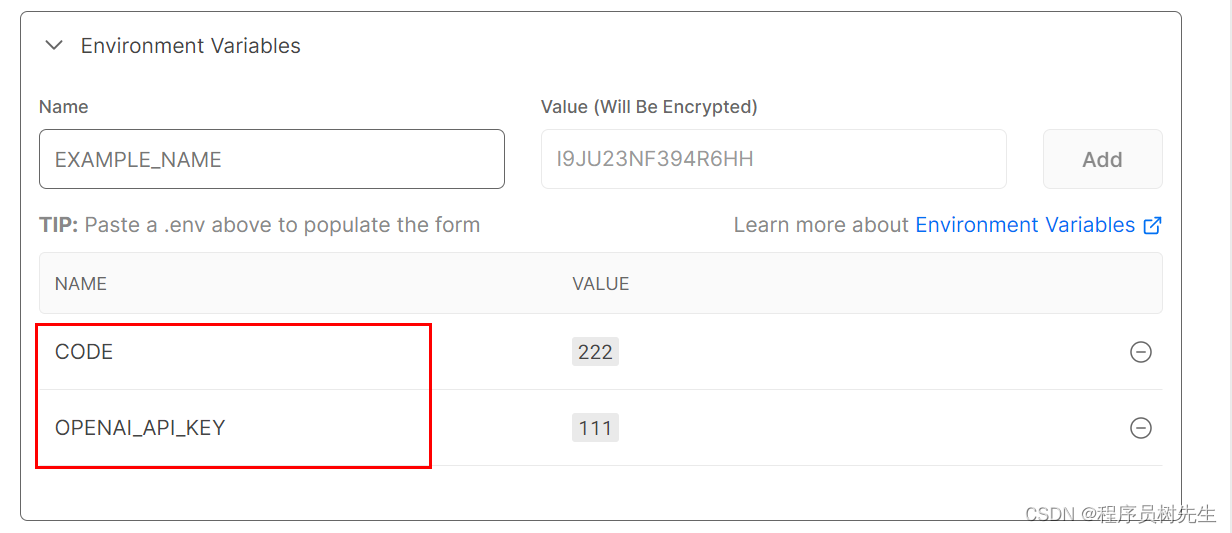 Environment Variables
Name Value (Will Be Encrypted)
EXAMPLE_NAME I9JU23NF394R6HH Add
TIP: Paste a .env above to populate the form Learn more about Environment Variables
NAME VALUE
CODE 222
OPENAI_API_KEY 111
CSDN @程序员树先生